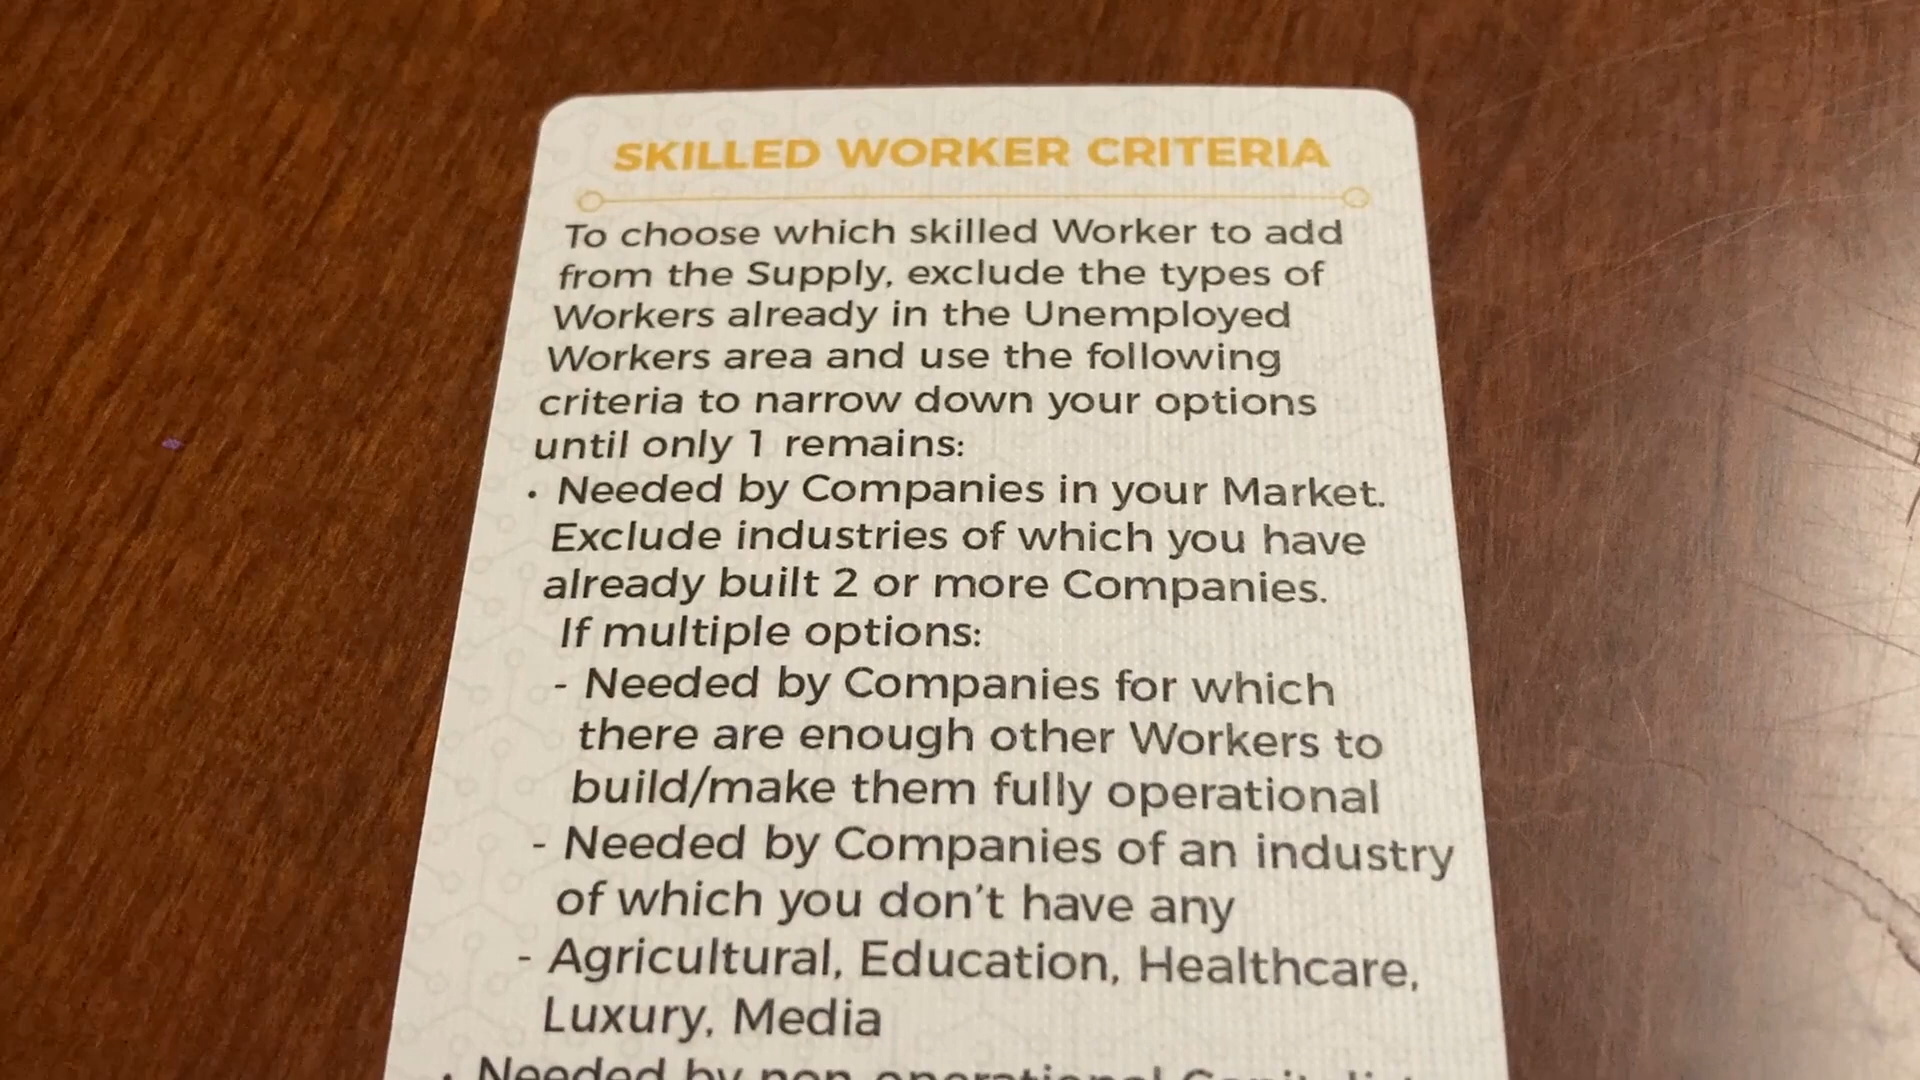 SKILLED WORKER CRITERIA
To choose which skilled Worker to add
from the Supply, exclude the types of
Workers already in the Unemployed
Workers area and use the following
criteria to narrow down your options
until only 1 remains:
• Needed by Companies in your Market.
Exclude industries of which you have
already built 2 or more Companies.
If multiple options:
- Needed by Companies for which
there are enough other Workers to
build/make them fully operational
- Needed by Companies of an industry
of which you don't have any
- Agricultural, Education, Healthcare,
Luxury, Media
• Needed by non operational